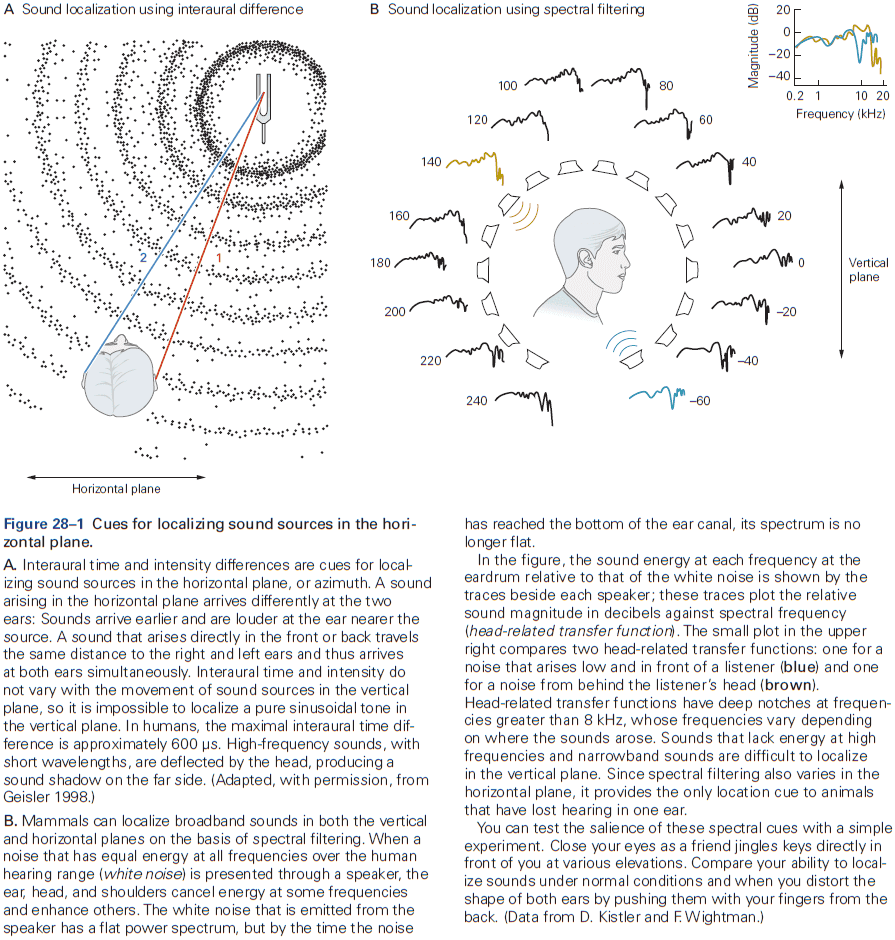 A Sound localization using interaural difference
2
1
Horizontal plane
B Sound localization using spectral filtering
Magnitude (dB)
20
0
–20
–40
0.2 1 10 20
Frequency (kHz)
100
80
120
60
140
40
160
20
180
0
200
–20
220
–40
240
–60
Vertical
plane
Figure 28–1 Cues for localizing sound sources in the hori-
zontal plane.
A. Interaural time and intensity differences are cues for local-
izing sound sources in the horizontal plane, or azimuth. A sound
arising in the horizontal plane arrives differently at the two
ears: Sounds arrive earlier and are louder at the ear nearer the
source. A sound that arises directly in the front or back travels
the same distance to the right and left ears and thus arrives
at both ears simultaneously. Interaural time and intensity do
not vary with the movement of sound sources in the vertical
plane, so it is impossible to localize a pure sinusoidal tone in
the vertical plane. In humans, the maximal interaural time dif-
ference is approximately 600 µs. High-frequency sounds, with
short wavelengths, are deflected by the head, producing a
sound shadow on the far side. (Adapted, with permission, from
Geisler 1998.)
B. Mammals can localize broadband sounds in both the vertical
and horizontal planes on the basis of spectral filtering. When a
noise that has equal energy at all frequencies over the human
hearing range (white noise) is presented through a speaker, the
ear, head, and shoulders cancel energy at some frequencies
and enhance others. The white noise that is emitted from the
speaker has a flat power spectrum, but by the time the noise
has reached the bottom of the ear canal, its spectrum is no
longer flat.
In the figure, the sound energy at each frequency at the
eardrum relative to that of the white noise is shown by the
traces beside each speaker; these traces plot the relative
sound magnitude in decibels against spectral frequency
(head-related transfer function). The small plot in the upper
right compares two head-related transfer functions: one for a
noise that arises low and in front of a listener (blue) and one
for a noise from behind the listener's head (brown).
Head-related transfer functions have deep notches at frequen-
cies greater than 8 kHz, whose frequencies vary depending
on where the sounds arose. Sounds that lack energy at high
frequencies and narrowband sounds are difficult to localize
in the vertical plane. Since spectral filtering also varies in the
horizontal plane, it provides the only location cue to animals
that have lost hearing in one ear.
You can test the salience of these spectral cues with a simple
experiment. Close your eyes as a friend jingles keys directly in
front of you at various elevations. Compare your ability to local-
ize sounds under normal conditions and when you distort the
shape of both ears by pushing them with your fingers from the
back. (Data from D. Kistler and F. Wightman.)